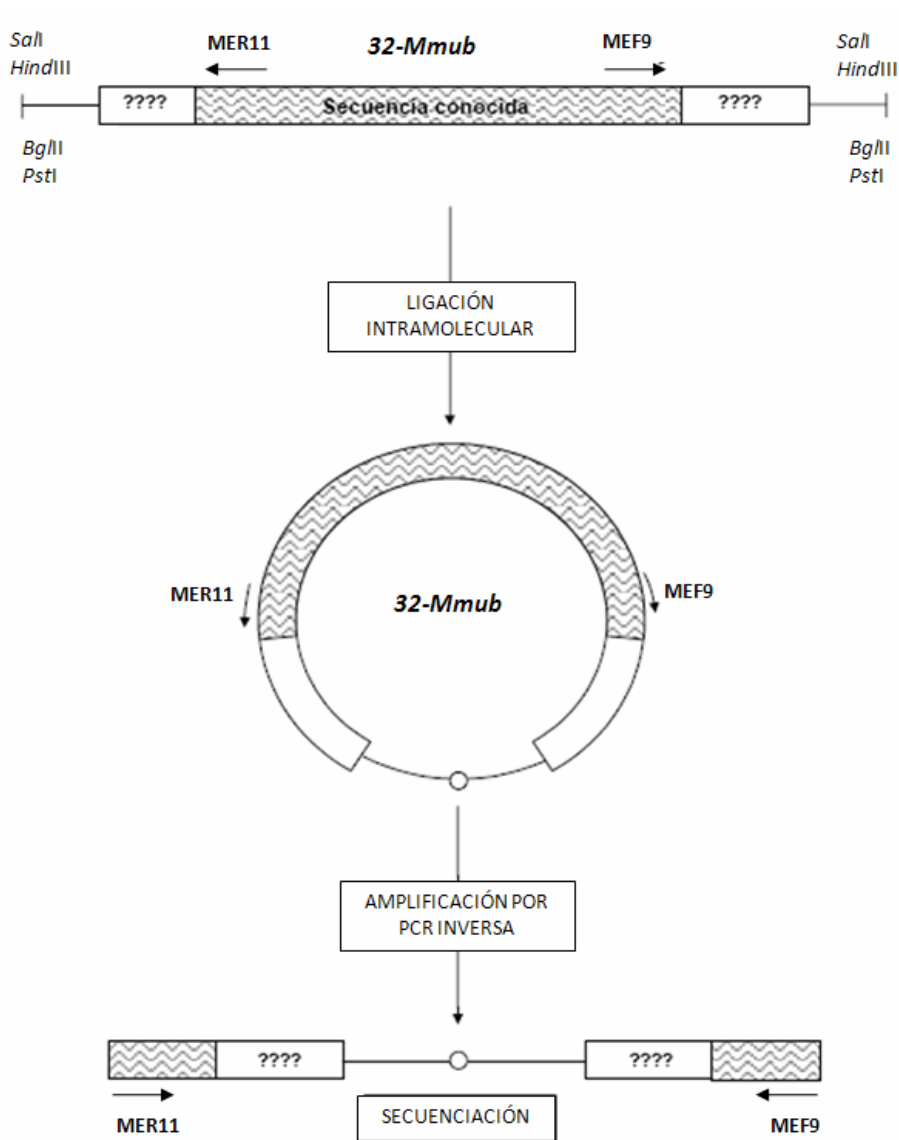 SalI
HindIII
MER11
32-Mmub
MEF9
SalI
HindIII
????
Secuencia conocida
????
BglII
PstI
BglII
PstI
LIGACIÓN
INTRAMOLECULAR
MER11
32-Mmub
MEF9
AMPLIFICACIÓN POR
PCR INVERSA
????
????
MER11
SECUENCIACIÓN
MEF9